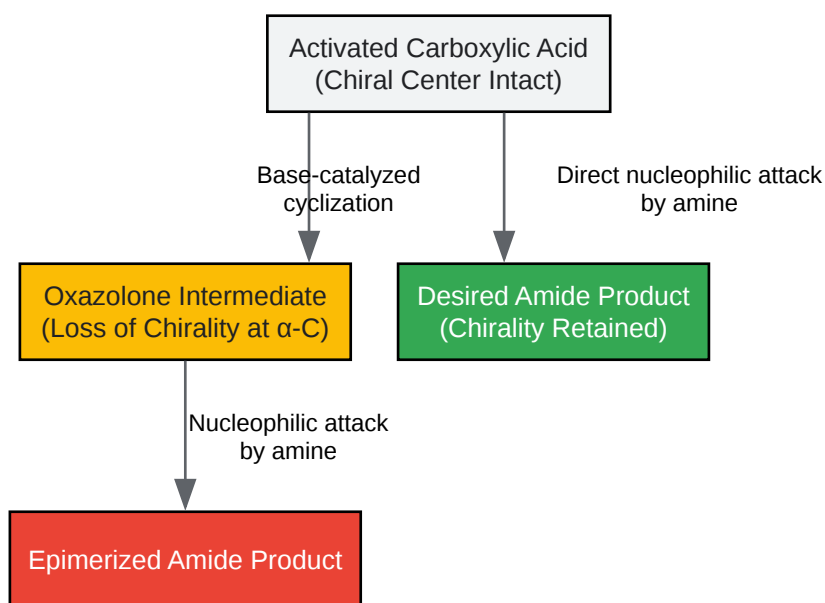 Activated Carboxylic Acid
(Chiral Center Intact)
Base-catalyzed
cyclization
Direct nucleophilic attack
by amine
Oxazolone Intermediate
(Loss of Chirality at α-C)
Desired Amide Product
(Chirality Retained)
Nucleophilic attack
by amine
Epimerized Amide Product